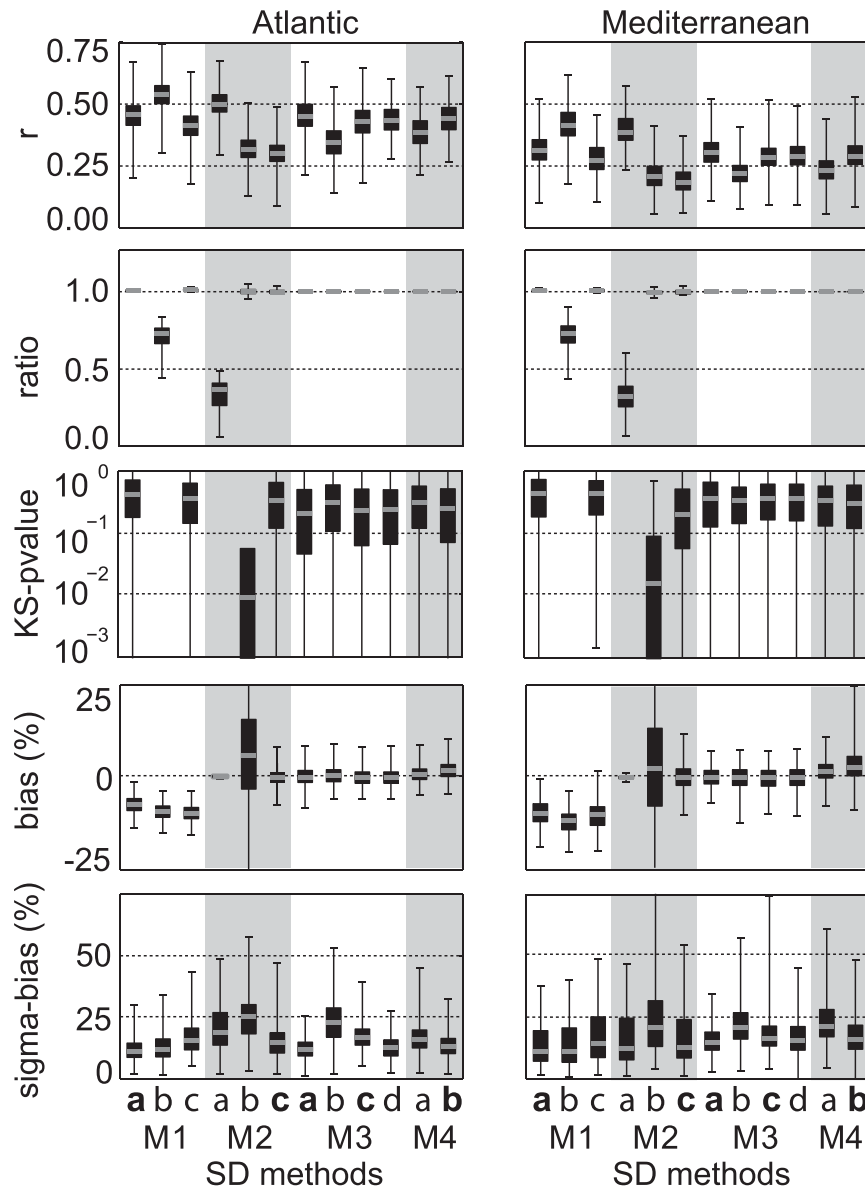 Atlantic Mediterranean
0.75
r
0.50
0.25
0.00
ratio
1.0
0.5
0.0
KS-pvalue
10^0
10^−1
10^−2
10^−3
bias (%)
25
0
-25
sigma-bias (%)
50
25
0
a b c a b c a b c d a b a b c a b c a b c d a b
M1 M2 M3 M4 M1 M2 M3 M4
SD methods SD methods